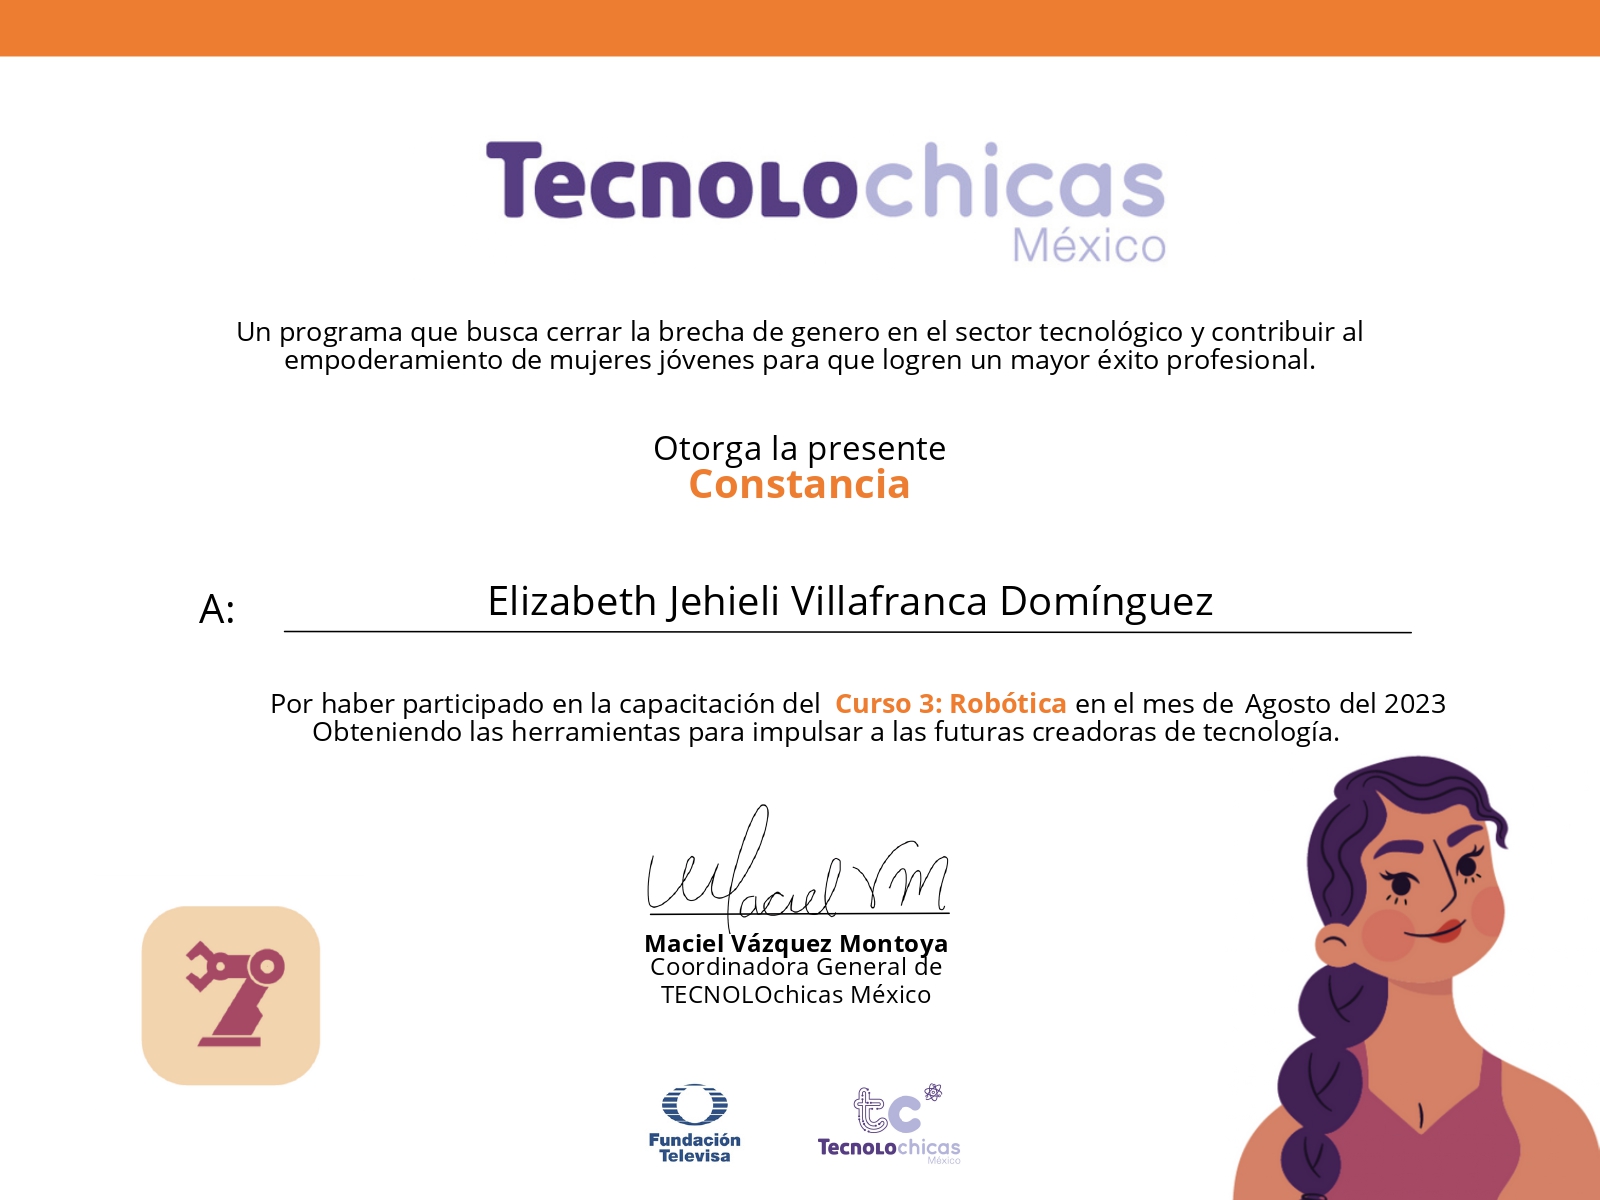 Tecnolochicas
México
Un programa que busca cerrar la brecha de genero en el sector tecnológico y contribuir al
empoderamiento de mujeres jóvenes para que logren un mayor éxito profesional.
Otorga la presente
Constancia
A: Elizabeth Jehieli Villafranca Domínguez
Por haber participado en la capacitación del Curso 3: Robótica en el mes de Agosto del 2023
Obteniendo las herramientas para impulsar a las futuras creadoras de tecnología.
Maciel VM
Maciel Vázquez Montoya
Coordinadora General de
TECNOLOchicas México
Fundación
Televisa
tc
Tecnolochicas
México